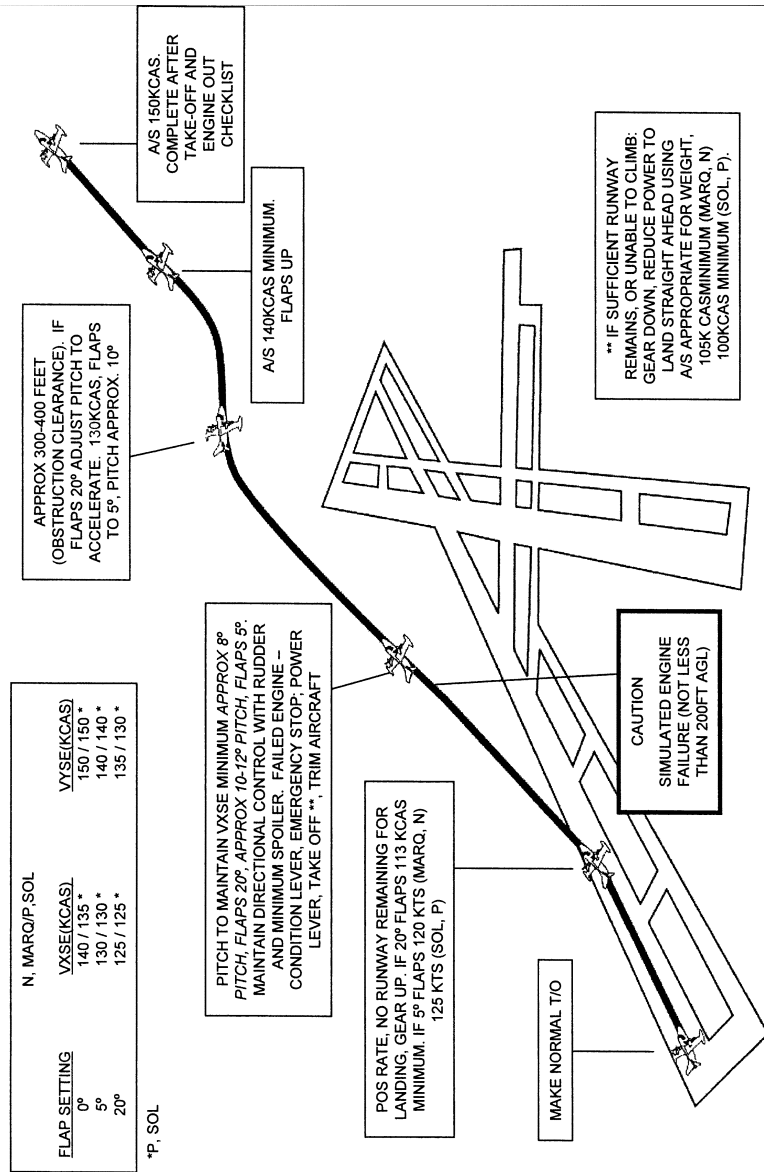 N, MARQ/P,SOL
FLAP SETTING VXSE(KCAS) VYSE(KCAS)
0º 140 / 135 * 150 / 150 *
5º 130 / 130 * 140 / 140 *
20º 125 / 125 * 135 / 130 *
*P, SOL
APPROX 300-400 FEET
(OBSTRUCTION CLEARANCE). IF
FLAPS 20º ADJUST PITCH TO
ACCELERATE. 130KCAS, FLAPS
TO 5º, PITCH APPROX. 10º
A/S 150KCAS.
COMPLETE AFTER
TAKE-OFF AND
ENGINE OUT
CHECKLIST
A/S 140KCAS MINIMUM.
FLAPS UP
PITCH TO MAINTAIN VXSE MINIMUM APPROX 8º
PITCH, FLAPS 20º, APPROX 10-12º PITCH, FLAPS 5º.
MAINTAIN DIRECTIONAL CONTROL WITH RUDDER
AND MINIMUM SPOILER. FAILED ENGINE –
CONDITION LEVER, EMERGENCY STOP; POWER
LEVER, TAKE OFF **, TRIM AIRCRAFT
POS RATE, NO RUNWAY REMAINING FOR
LANDING, GEAR UP. IF 20º FLAPS 113 KCAS
MINIMUM. IF 5º FLAPS 120 KTS (MARQ, N)
125 KTS (SOL, P)
MAKE NORMAL T/O
CAUTION
SIMULATED ENGINE
FAILURE (NOT LESS
THAN 200FT AGL)
** IF SUFFICIENT RUNWAY
REMAINS, OR UNABLE TO CLIMB:
GEAR DOWN, REDUCE POWER TO
LAND STRAIGHT AHEAD USING
A/S APPROPRIATE FOR WEIGHT,
105K CASMINIMUM (MARQ, N)
100KCAS MINIMUM (SOL, P).